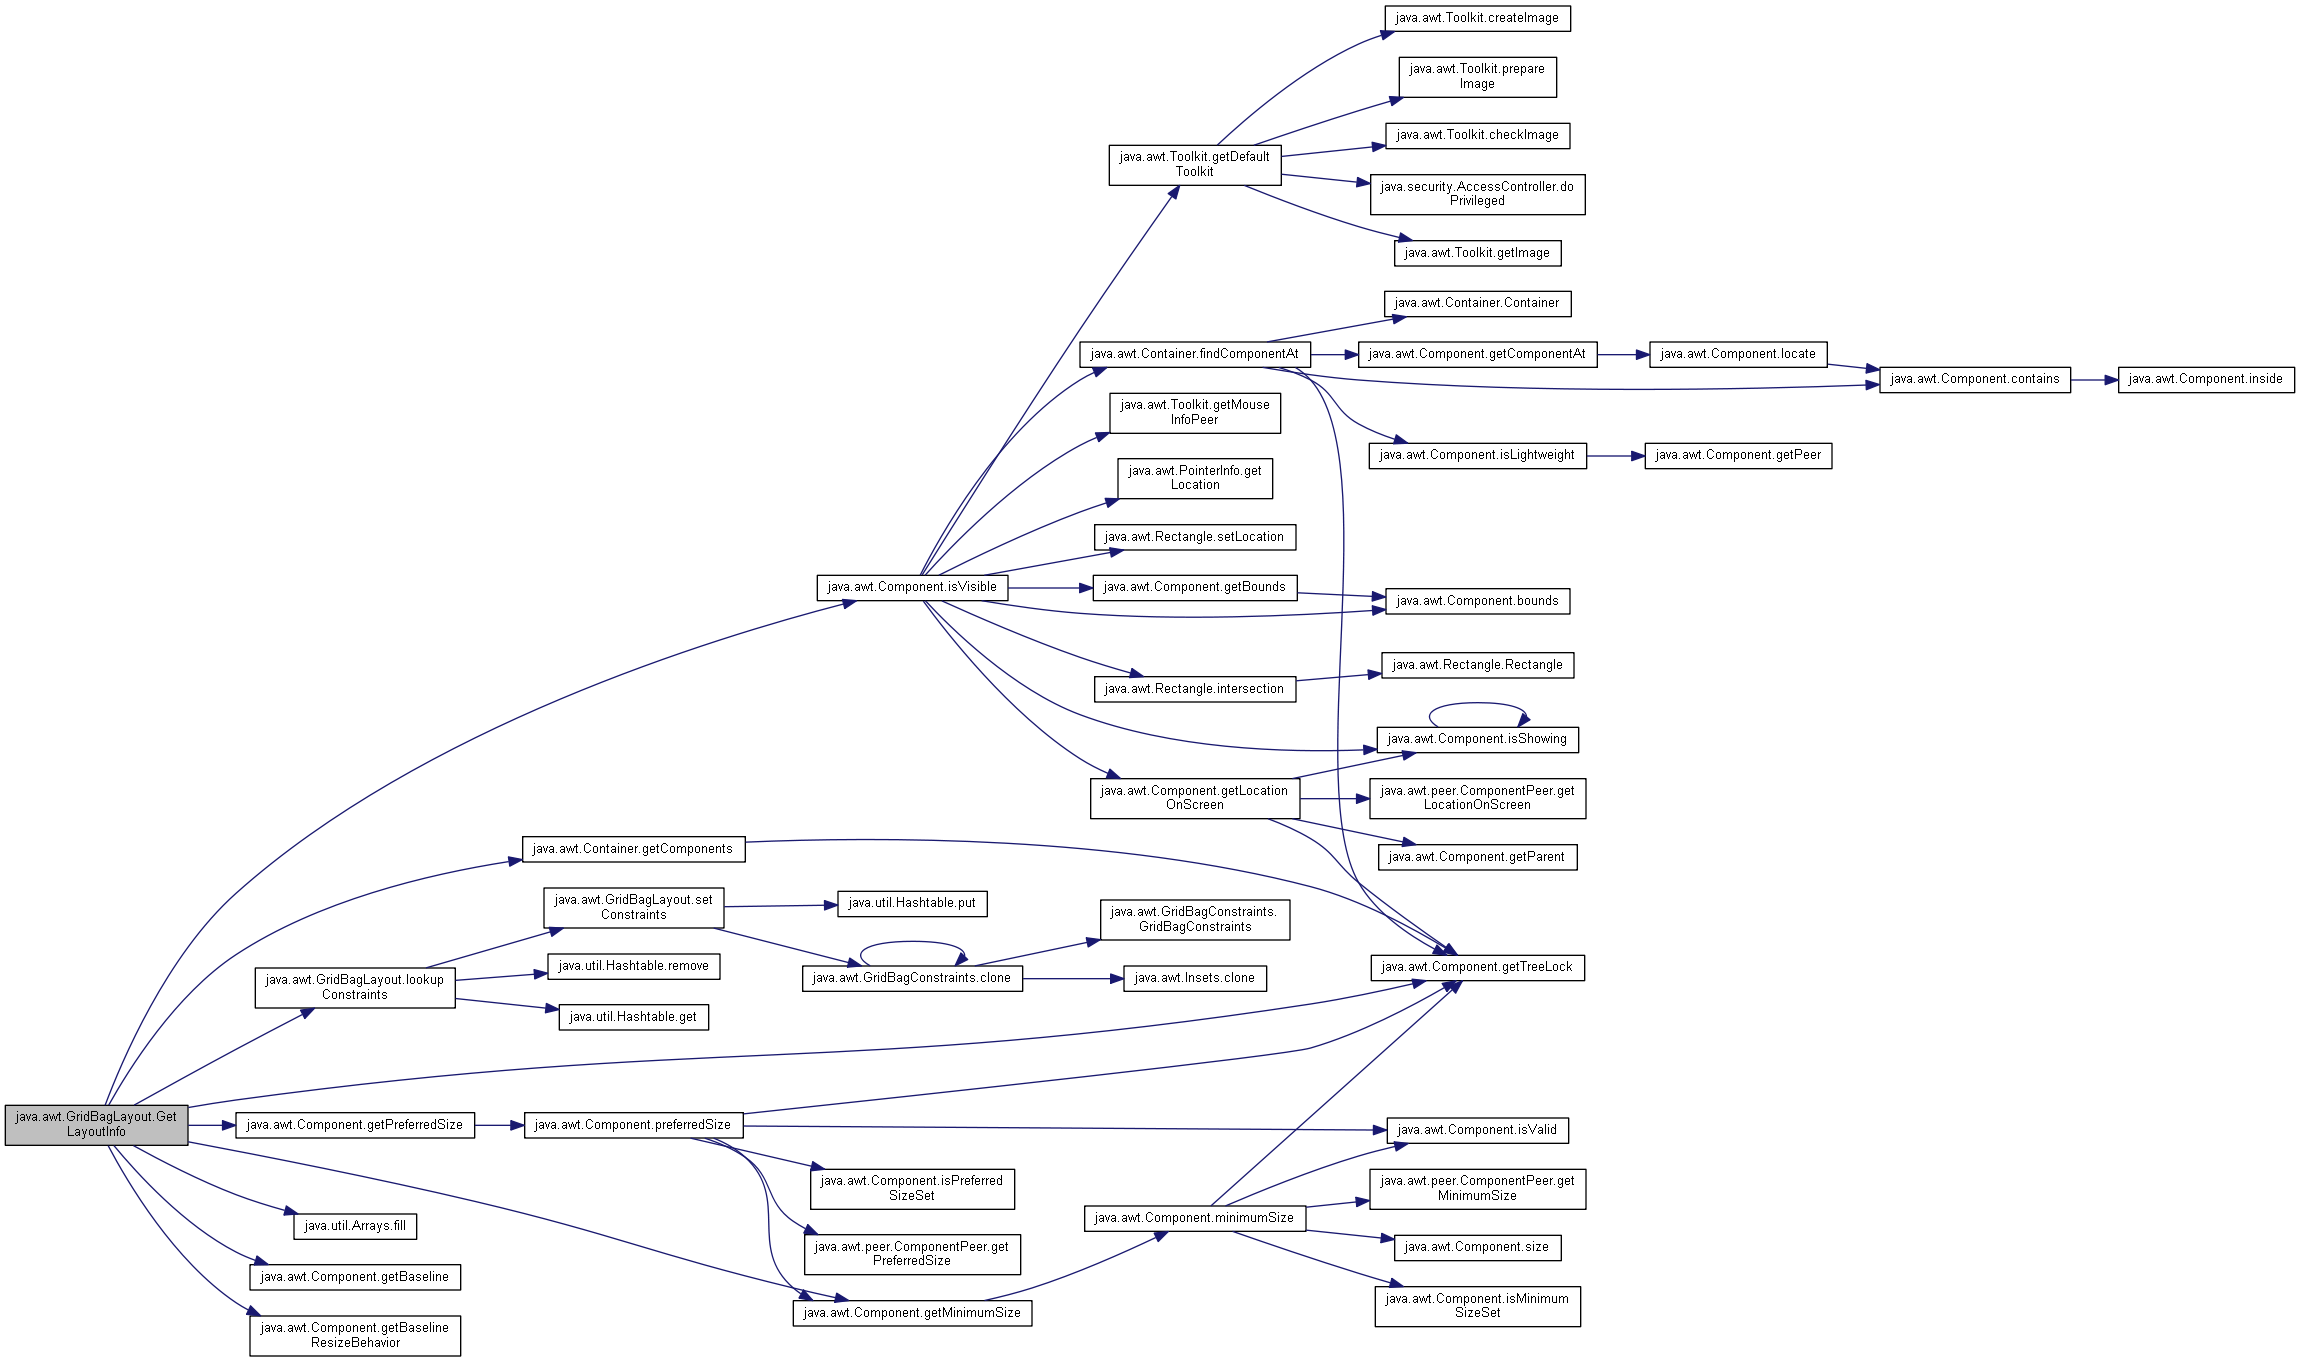 java.awt.Toolkit.createImage
java.awt.Toolkit.prepare
Image
java.awt.Toolkit.checkImage
java.awt.Toolkit.getDefault
Toolkit
java.security.AccessController.do
Privileged
java.awt.Toolkit.getImage
java.awt.Container.Container
java.awt.Container.findComponentAt
java.awt.Component.getComponentAt
java.awt.Component.locate
java.awt.Component.contains
java.awt.Component.inside
java.awt.Toolkit.getMouse
InfoPeer
java.awt.Component.isLightweight
java.awt.Component.getPeer
java.awt.PointerInfo.get
Location
java.awt.Rectangle.setLocation
java.awt.Component.isVisible
java.awt.Component.getBounds
java.awt.Component.bounds
java.awt.Rectangle.Rectangle
java.awt.Rectangle.intersection
java.awt.Component.isShowing
java.awt.Component.getLocation
OnScreen
java.awt.peer.ComponentPeer.get
LocationOnScreen
java.awt.Component.getParent
java.awt.Container.getComponents
java.awt.GridBagLayout.set
Constraints
java.util.Hashtable.put
java.awt.GridBagConstraints.
GridBagConstraints
java.awt.GridBagLayout.lookup
Constraints
java.util.Hashtable.remove
java.awt.GridBagConstraints.clone
java.awt.Insets.clone
java.awt.Component.getTreeLock
java.util.Hashtable.get
java.awt.GridBagLayout.Get
LayoutInfo
java.awt.Component.getPreferredSize
java.awt.Component.preferredSize
java.awt.Component.isValid
java.awt.Component.isPreferred
SizeSet
java.awt.peer.ComponentPeer.get
MinimumSize
java.util.Arrays.fill
java.awt.Component.minimumSize
java.awt.peer.ComponentPeer.get
PreferredSize
java.awt.Component.size
java.awt.Component.getBaseline
java.awt.Component.getMinimumSize
java.awt.Component.isMinimum
SizeSet
java.awt.Component.getBaseline
ResizeBehavior